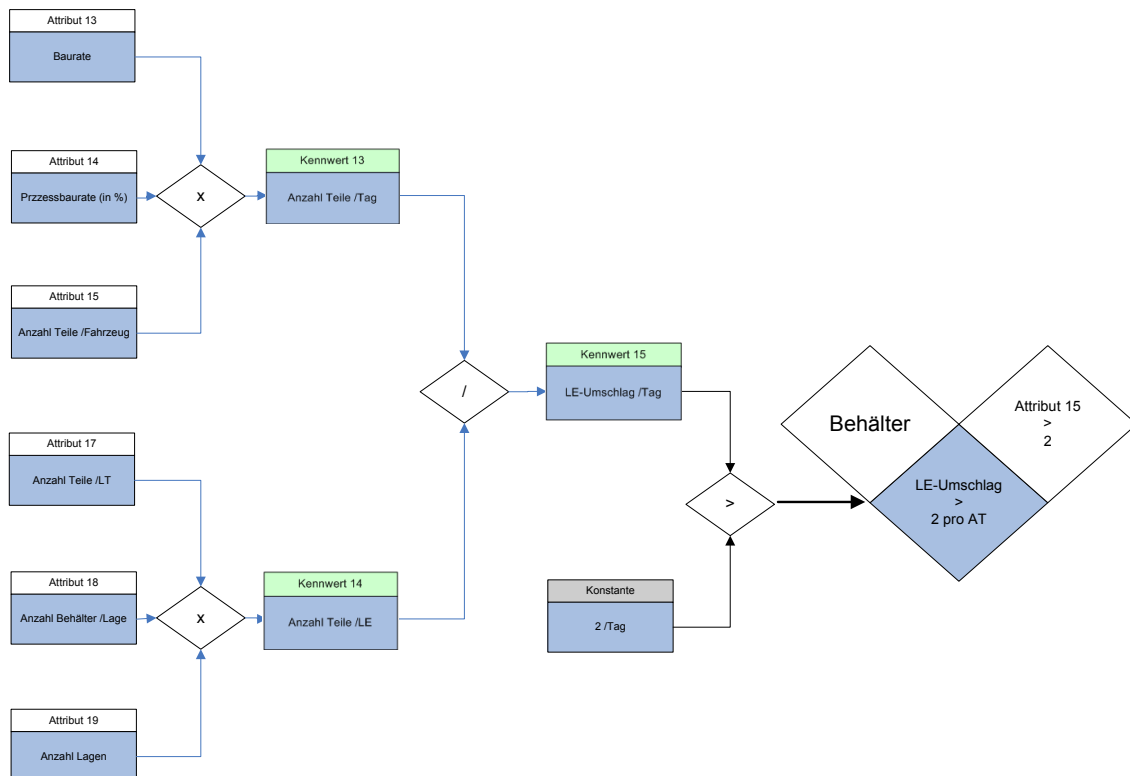 Attribut 13
Baurate
Attribut 14
Przzessbaurate (in %)
x
Kennwert 13
Anzahl Teile /Tag
Attribut 15
Anzahl Teile /Fahrzeug
/
Kennwert 15
LE-Umschlag /Tag
Behälter
Attribut 15
>
2
LE-Umschlag
>
2 pro AT
>
Attribut 17
Anzahl Teile /LT
Attribut 18
Anzahl Behälter /Lage
x
Kennwert 14
Anzahl Teile /LE
Konstante
2 /Tag
Attribut 19
Anzahl Lagen